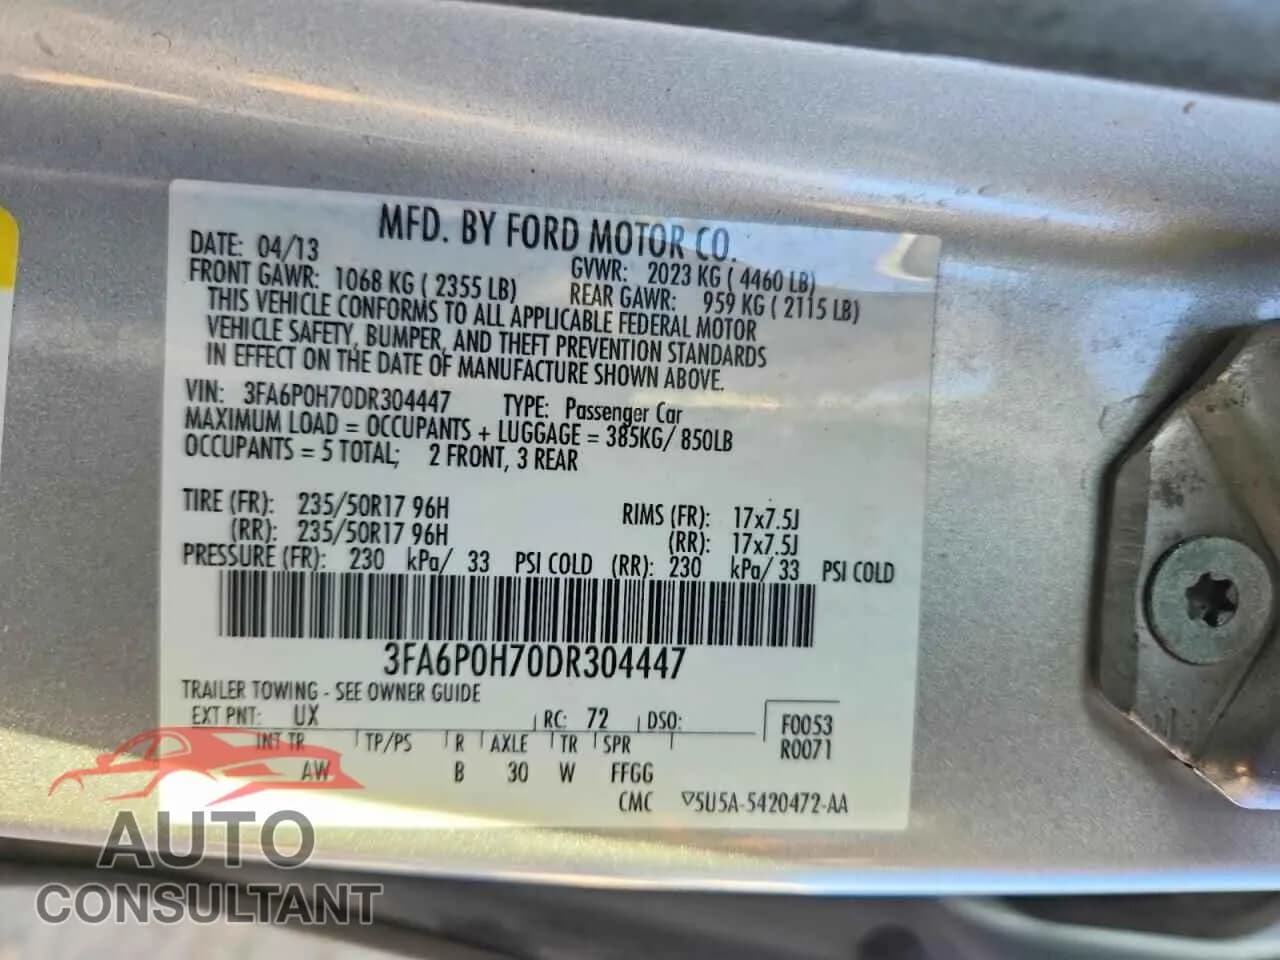 MFD. BY FORD MOTOR CO.
DATE: 04/13 GVWR: 2023 KG ( 4460 LB)
FRONT GAWR: 1068 KG ( 2355 LB) REAR GAWR: 959 KG ( 2115 LB)
THIS VEHICLE CONFORMS TO ALL APPLICABLE FEDERAL MOTOR
VEHICLE SAFETY, BUMPER, AND THEFT PREVENTION STANDARDS
IN EFFECT ON THE DATE OF MANUFACTURE SHOWN ABOVE.
VIN: 3FA6P0H70DR304447 TYPE: Passenger Car
MAXIMUM LOAD = OCCUPANTS + LUGGAGE = 385KG/ 850LB
OCCUPANTS = 5 TOTAL; 2 FRONT, 3 REAR
TIRE (FR): 235/50R17 96H RIMS (FR): 17x7.5J
(RR): 235/50R17 96H (RR): 17x7.5J
PRESSURE (FR): 230 kPa/ 33 PSI COLD (RR): 230 kPa/ 33 PSI COLD
3FA6P0H70DR304447
TRAILER TOWING - SEE OWNER GUIDE
EXT PNT: UX RC: 72 DSO: F0053
INT TR TP/PS R AXLE TR SPR R0071
AW B 30 W FFGG
CMC ▽5U5A-5420472-AA
AUTO
CONSULTANT